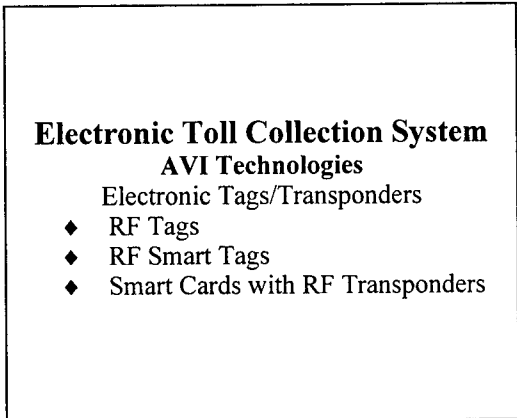 Electronic Toll Collection System
AVI Technologies
Electronic Tags/Transponders
♦ RF Tags
♦ RF Smart Tags
♦ Smart Cards with RF Transponders